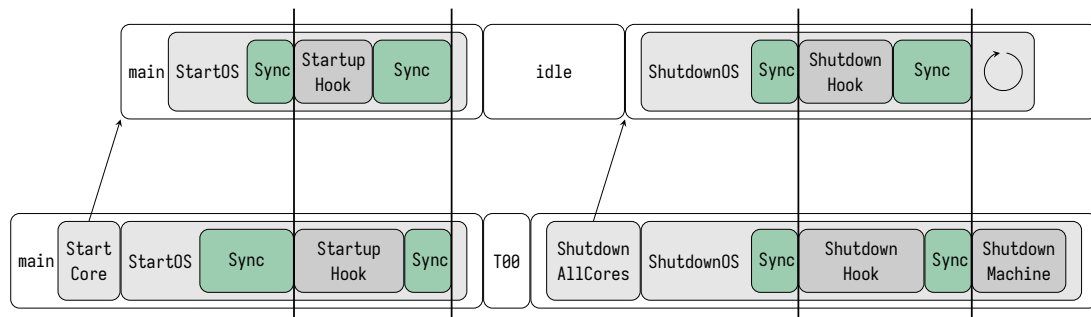 main StartOS Sync Startup Hook Sync idle ShutdownOS Sync Shutdown Hook Sync
main Start Core StartOS Sync Startup Hook Sync T00 Shutdown AllCores ShutdownOS Sync Shutdown Hook Sync Shutdown Machine